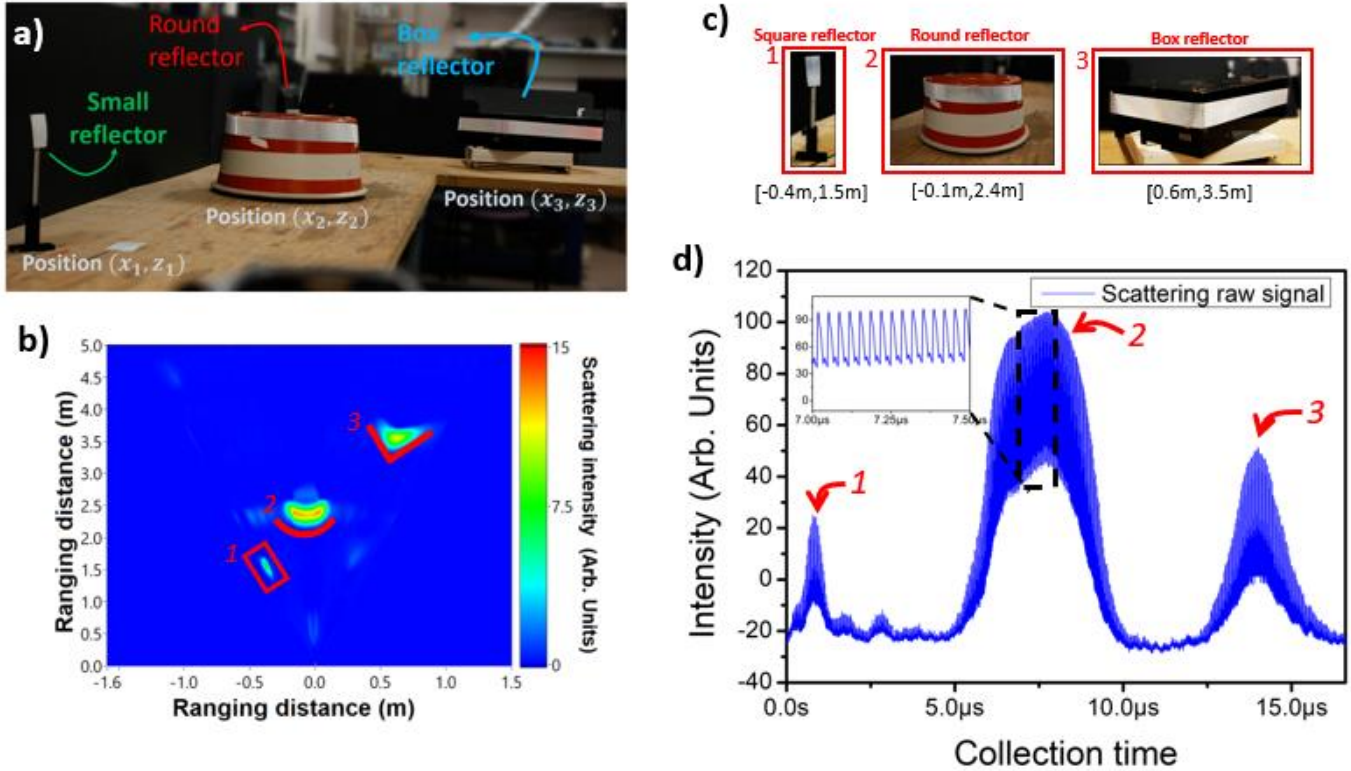 a)
Round
reflector
Box
reflector
Small
reflector
Position (x₂, z₂)
Position (x₃, z₃)
Position (x₁, z₁)
c)
Square reflector
Round reflector
Box reflector
1
2
3
[-0.4m,1.5m]
[-0.1m,2.4m]
[0.6m,3.5m]
b)
5.0
4.5
4.0
3.5
3.0
2.5
2.0
1.5
1.0
0.5
0.0
Ranging distance (m)
3
2
1
-1.6
-1.0
-0.5
0.0
0.5
1.0
1.5
Ranging distance (m)
15
7.5
0
Scattering intensity (Arb. Units)
d)
120
100
80
60
40
20
0
-20
-40
Intensity (Arb. Units)
Scattering raw signal
90
60
30
0
7.00µs
7.25µs
7.50µs
1
2
3
0.0s
5.0µs
10.0µs
15.0µs
Collection time